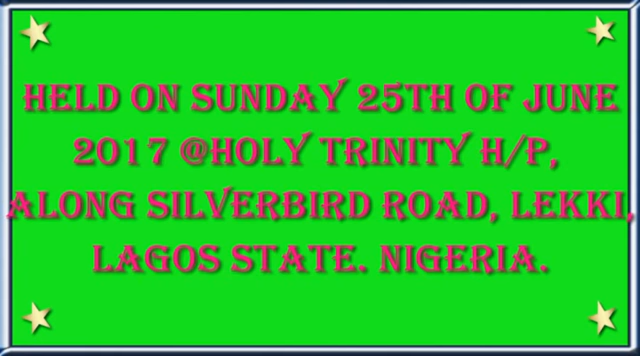 HELD ON SUNDAY 25TH OF JUNE
2017 @HOLY TRINITY H/P,
ALONG SILVERBIRD ROAD, LEKKI,
LAGOS STATE. NIGERIA.